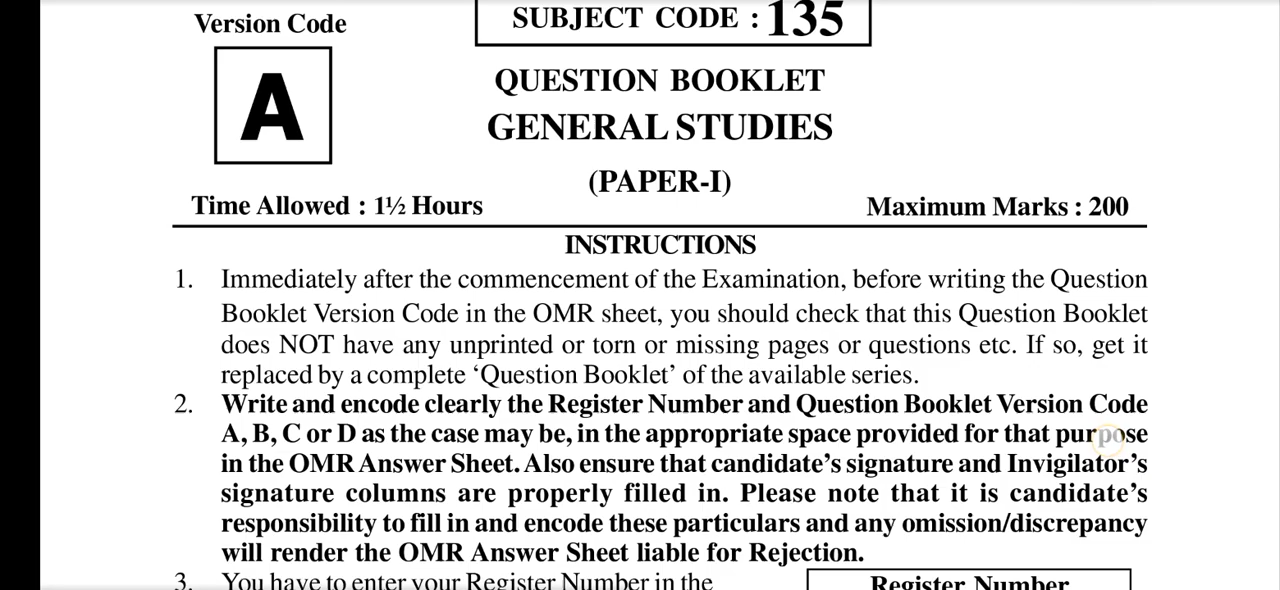 Version Code
SUBJECT CODE : 135
A
QUESTION BOOKLET
GENERAL STUDIES
(PAPER-I)
Time Allowed : 1½ Hours
Maximum Marks : 200
INSTRUCTIONS
1. Immediately after the commencement of the Examination, before writing the Question
Booklet Version Code in the OMR sheet, you should check that this Question Booklet
does NOT have any unprinted or torn or missing pages or questions etc. If so, get it
replaced by a complete ‘Question Booklet’ of the available series.
2. Write and encode clearly the Register Number and Question Booklet Version Code
A, B, C or D as the case may be, in the appropriate space provided for that purpose
in the OMR Answer Sheet. Also ensure that candidate’s signature and Invigilator’s
signature columns are properly filled in. Please note that it is candidate’s
responsibility to fill in and encode these particulars and any omission/discrepancy
will render the OMR Answer Sheet liable for Rejection.
3. You have to enter your Register Number in the
Register Number